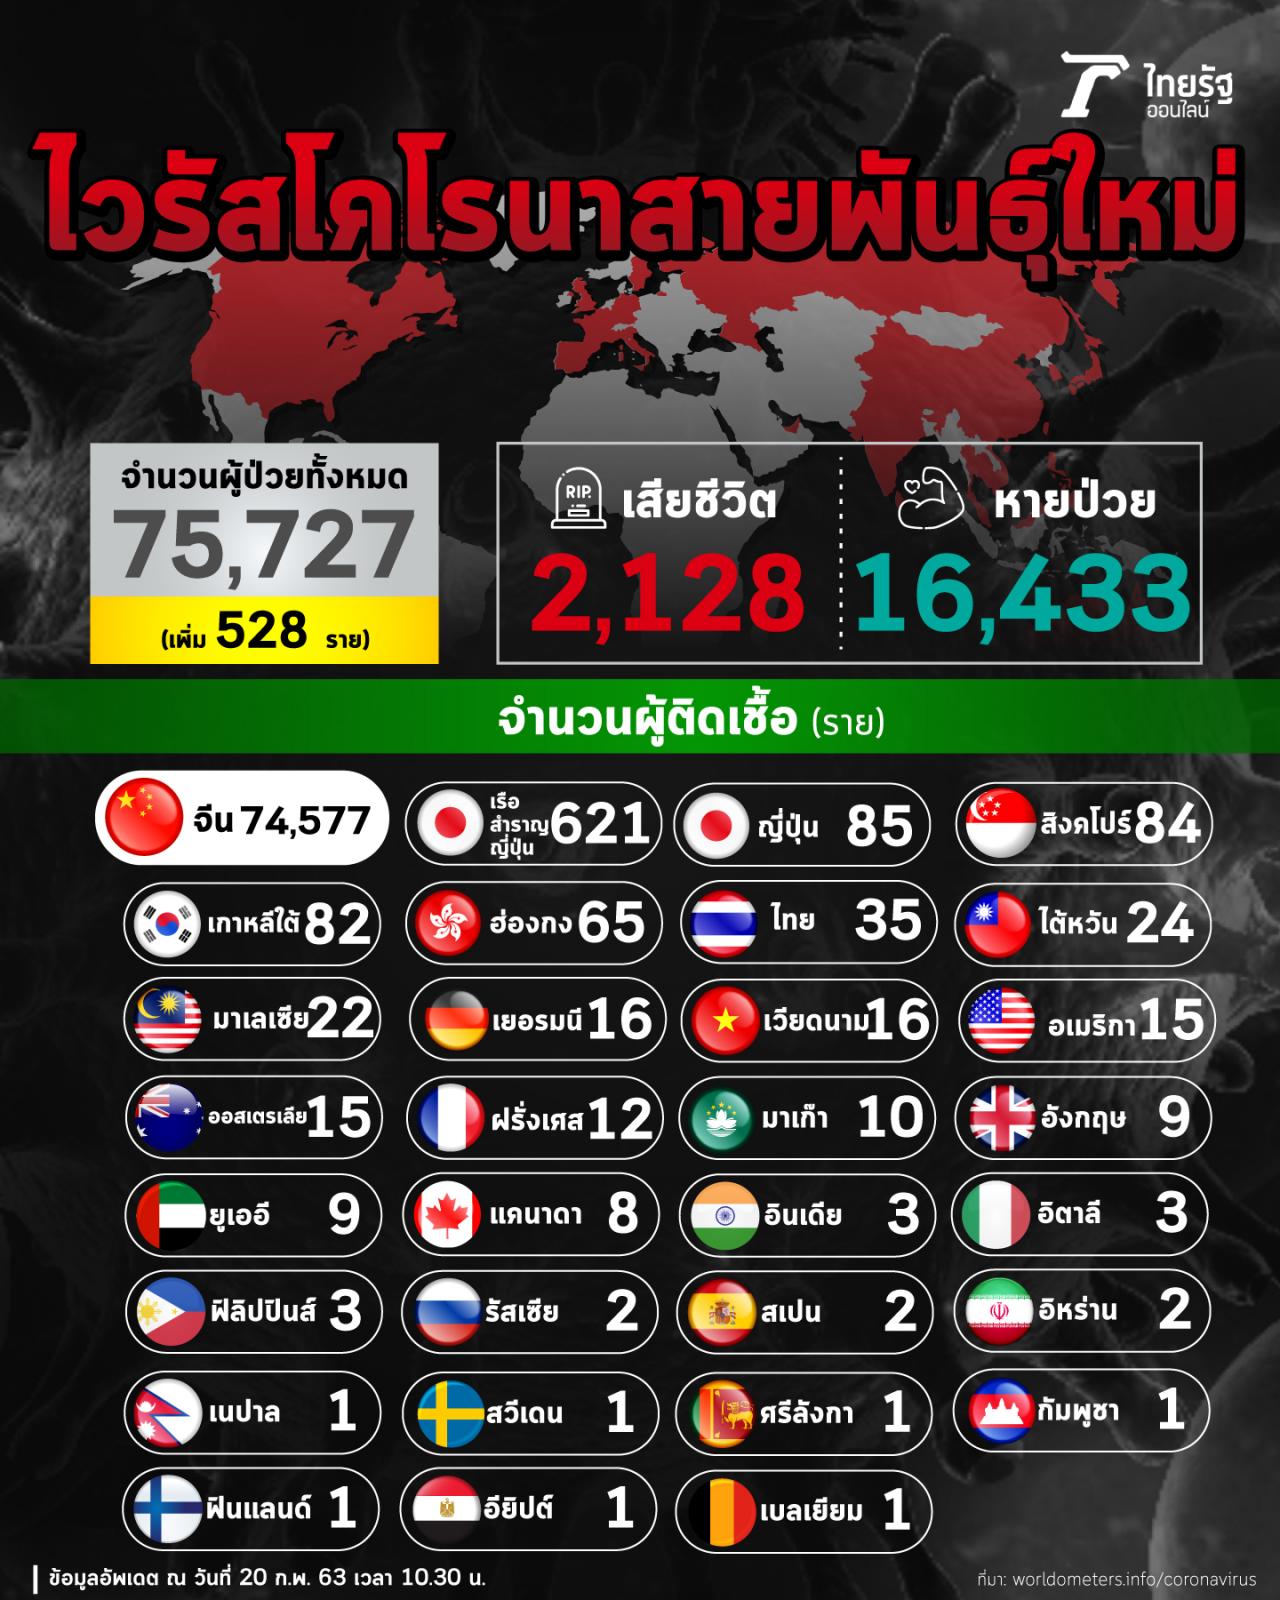 ไทยรัฐ
ออนไลน์
ไวรัสโคโรนาสายพันธุ์ใหม่
จำนวนผู้ป่วยทั้งหมด
75,727
(เพิ่ม 528 ราย)
RIP.
เสียชีวิต
2,128
หายป่วย
16,433
จำนวนผู้ติดเชื้อ (ราย)
จีน 74,577
เรือ
สำราญ
ญี่ปุ่น
621
ญี่ปุ่น 85
สิงคโปร์ 84
เกาหลีใต้ 82
ฮ่องกง 65
ไทย 35
ไต้หวัน 24
มาเลเซีย 22
เยอรมนี 16
เวียดนาม 16
อเมริกา 15
ออสเตรเลีย 15
ฝรั่งเศส 12
มาเก๊า 10
อังกฤษ 9
ยูเออี 9
แคนาดา 8
อินเดีย 3
อิตาลี 3
ฟิลิปปินส์ 3
รัสเซีย 2
สเปน 2
อิหร่าน 2
เนปาล 1
สวีเดน 1
ศรีลังกา 1
กัมพูชา 1
ฟินแลนด์ 1
อียิปต์ 1
เบลเยียม 1
ข้อมูลอัพเดต ณ วันที่ 20 ก.พ. 63 เวลา 10.30 น.
ที่มา: worldometers.info/coronavirus